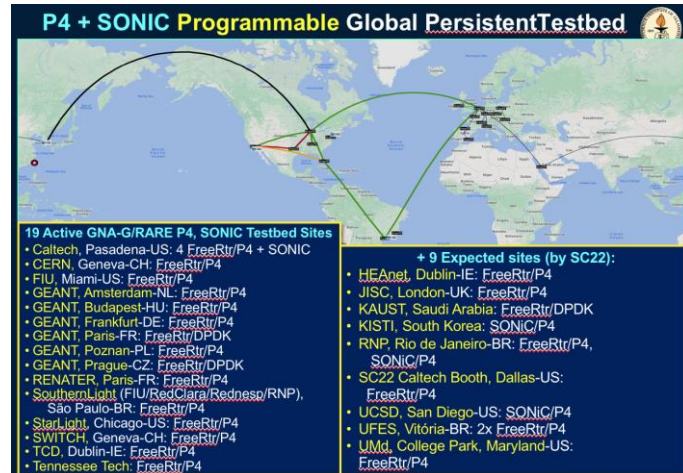 P4 + SONIC Programmable Global PersistentTestbed
19 Active GNA-G/RARE P4, SONIC Testbed Sites
• Caltech, Pasadena-US: 4 FreeRtr/P4 + SONIC
• CERN, Geneva-CH: FreeRtr/P4
• FIU, Miami-US: FreeRtr/P4
• GEANT, Amsterdam-NL: FreeRtr/P4
• GEANT, Budapest-HU: FreeRtr/P4
• GEANT, Frankfurt-DE: FreeRtr/P4
• GEANT, Paris-FR: FreeRtr/DPDK
• GEANT, Poznan-PL: FreeRtr/P4
• GEANT, Prague-CZ: FreeRtr/DPDK
• RENATER, Paris-FR: FreeRtr/P4
• SouthernLight (FIU/RedClara/Rednesp/RNP),
São Paulo-BR: FreeRtr/P4
• StarLight, Chicago-US: FreeRtr/P4
• SWITCH, Geneva-CH: FreeRtr/P4
• TCD, Dublin-IE: FreeRtr/P4
• Tennessee Tech: FreeRtr/P4
+ 9 Expected sites (by SC22):
• HEAnet, Dublin-IE: FreeRtr/P4
• JISC, London-UK: FreeRtr/P4
• KAUST, Saudi Arabia: FreeRtr/DPDK
• KISTI, South Korea: SONiC/P4
• RNP, Rio de Janeiro-BR: FreeRtr/P4,
SONiC/P4
• SC22 Caltech Booth, Dallas-US:
FreeRtr/P4
• UCSD, San Diego-US: SONiC/P4
• UFES, Vitória-BR: 2x FreeRtr/P4
• UMd, College Park, Maryland-US:
FreeRtr/P4